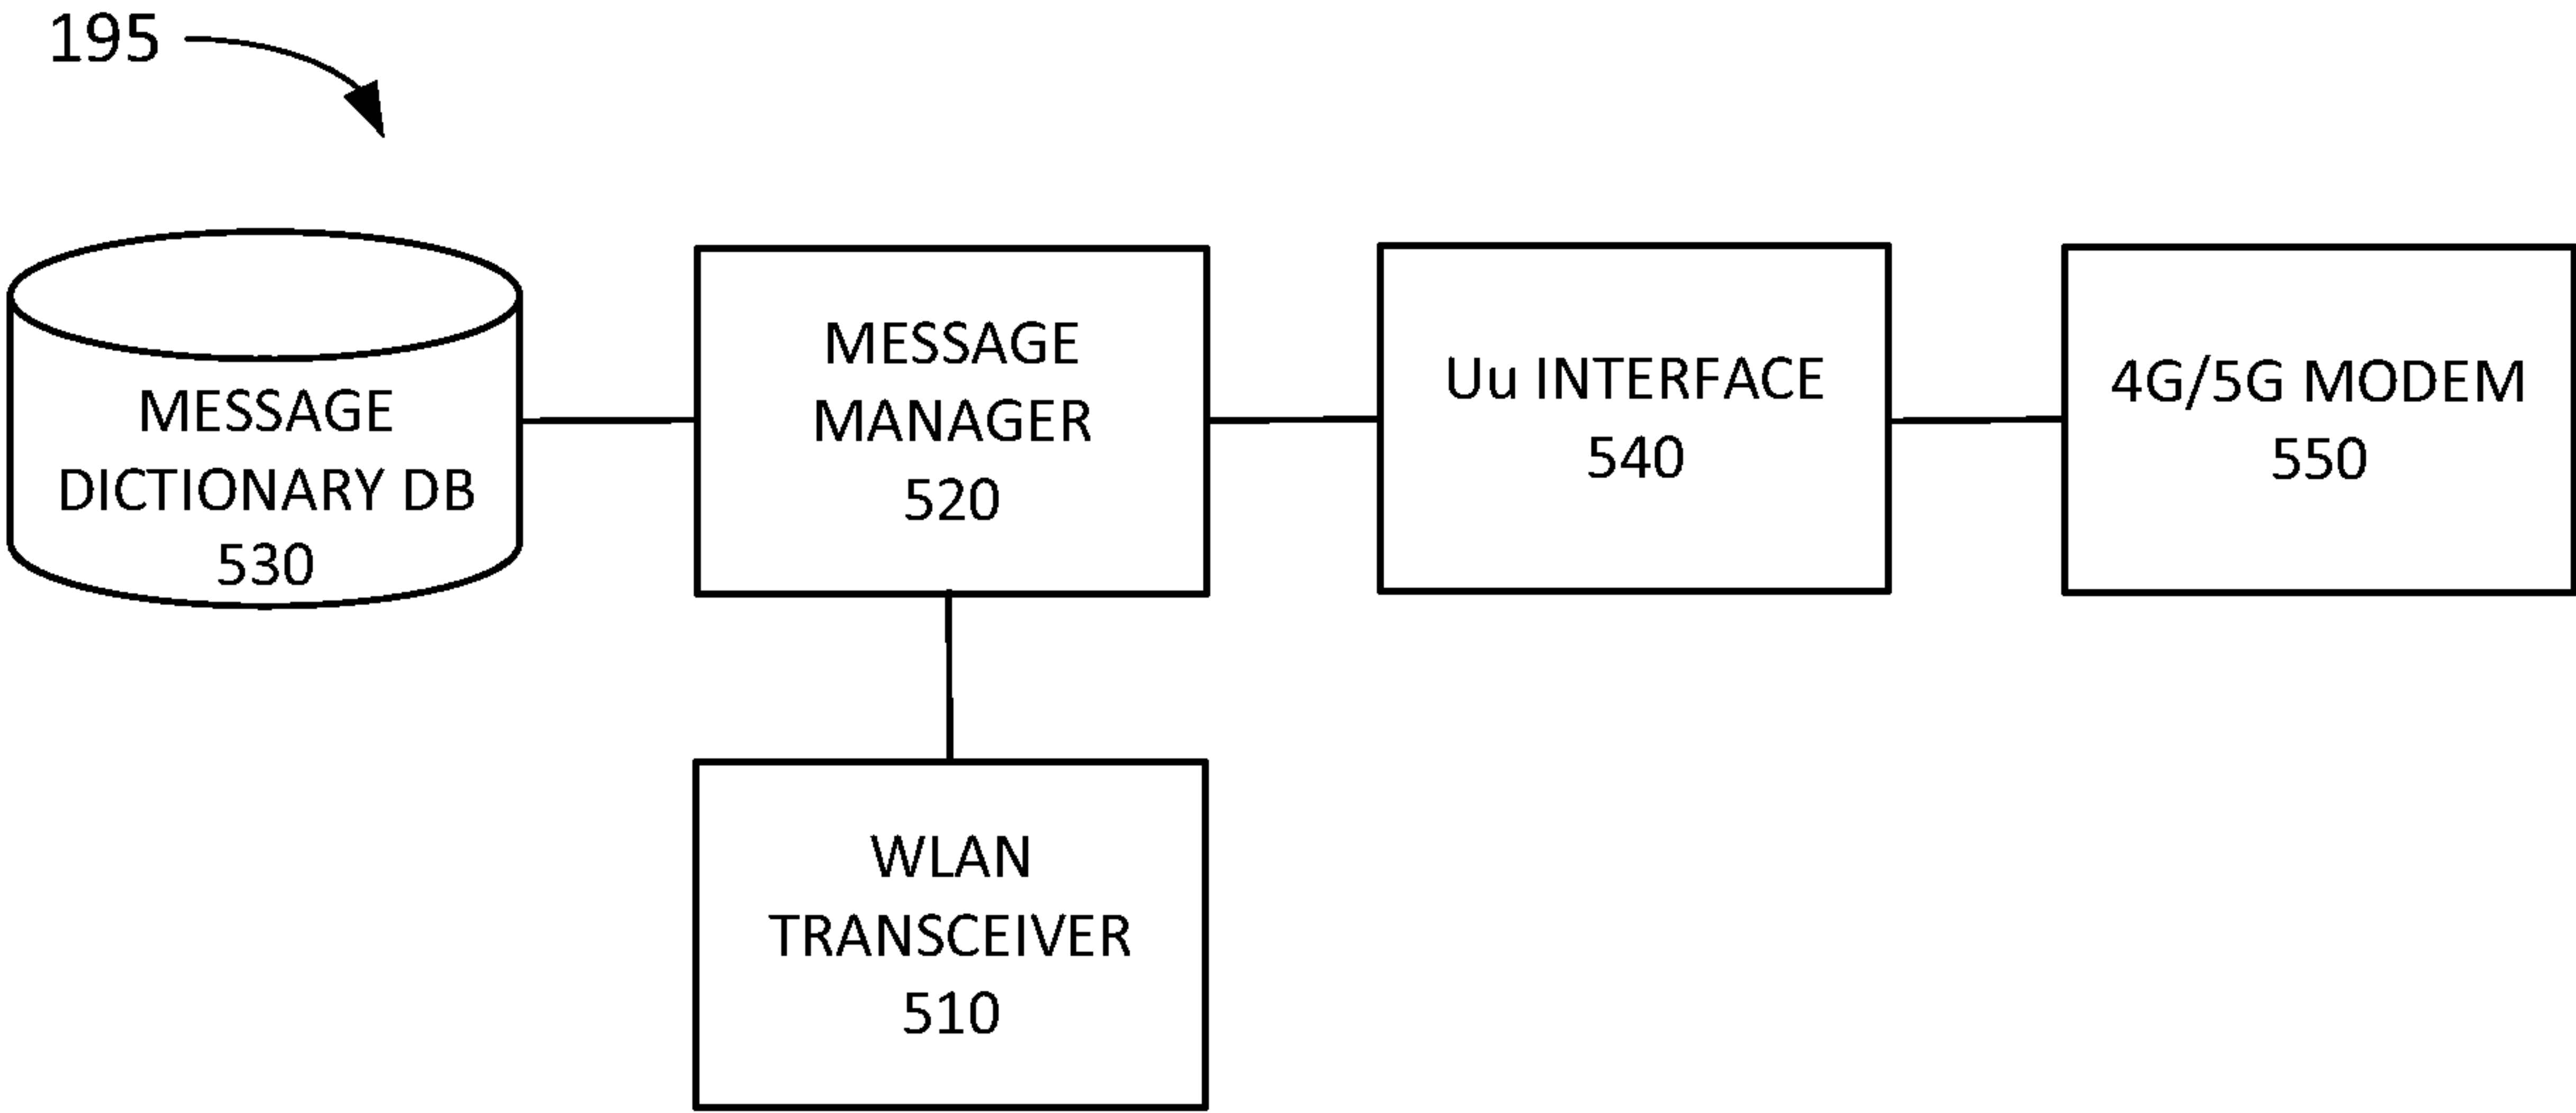 195
MESSAGE
DICTIONARY DB
530
MESSAGE
MANAGER
520
Uu INTERFACE
540
4G/5G MODEM
550
WLAN
TRANSCEIVER
510